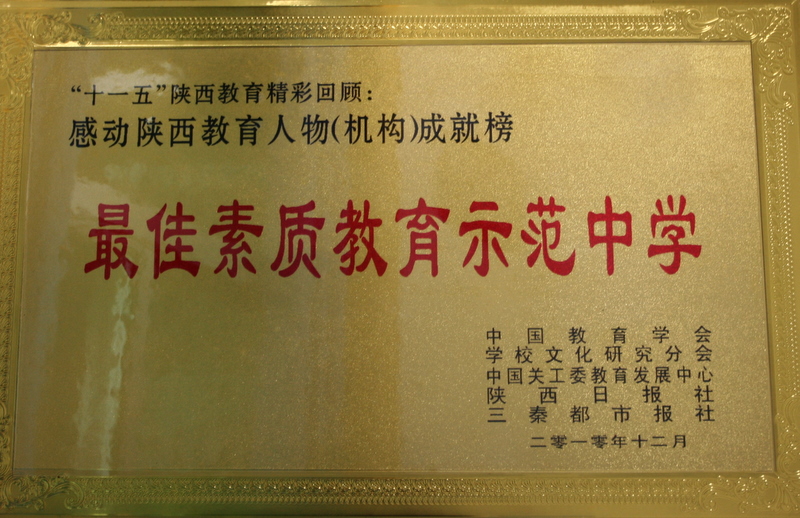 “十一五”陕西教育精彩回顾：
感动陕西教育人物(机构)成就榜
最佳素质教育示范中学
中国教育学会
学校文化研究分会
中国关工委教育发展中心
陕西日报社
三秦都市报社
二零一零年十二月